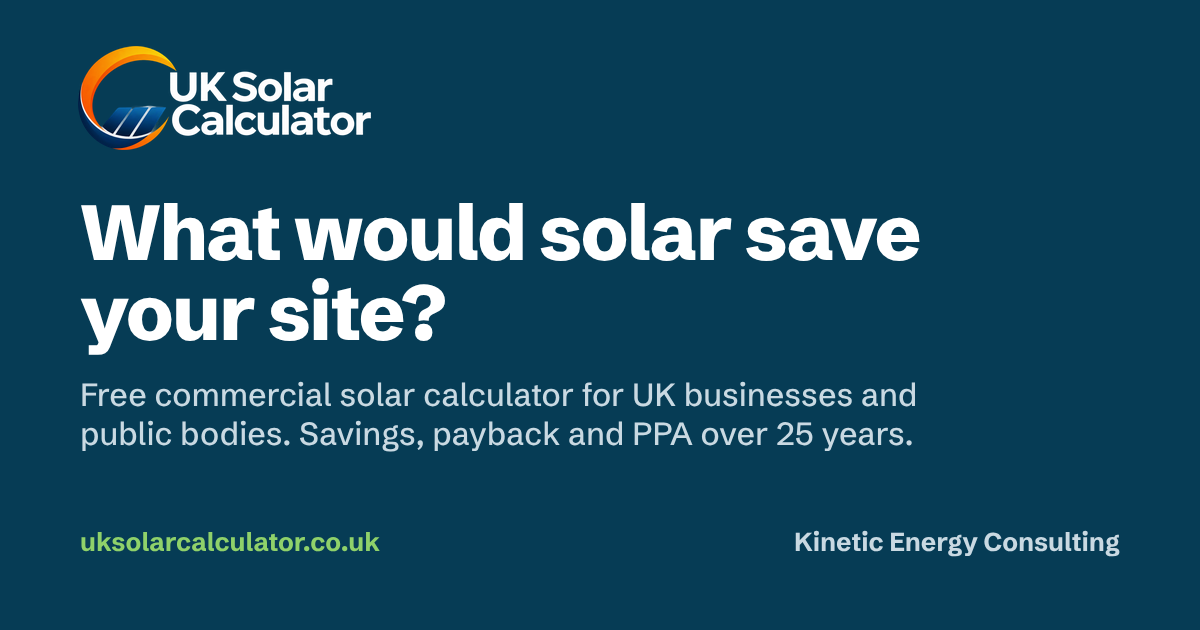 UK Solar
Calculator
What would solar save
your site?
Free commercial solar calculator for UK businesses and
public bodies. Savings, payback and PPA over 25 years.
uksolarcalculator.co.uk
Kinetic Energy Consulting